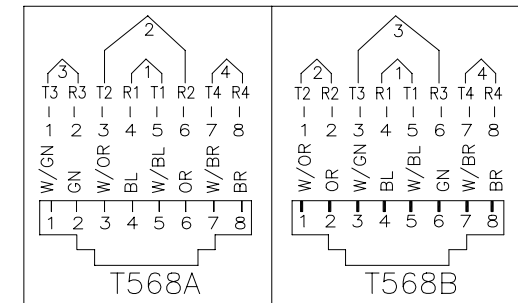 2
3 1 4
T3 R3 T2 R1 T1 R2 T4 R4
1 2 3 4 5 6 7 8
W/GN GN W/OR BL W/BL OR W/BR BR
1 2 3 4 5 6 7 8
T568A
3
2 1 4
T2 R2 T3 R1 T1 R3 T4 R4
1 2 3 4 5 6 7 8
W/OR OR W/GN BL W/BL GN W/BR BR
1 2 3 4 5 6 7 8
T568B